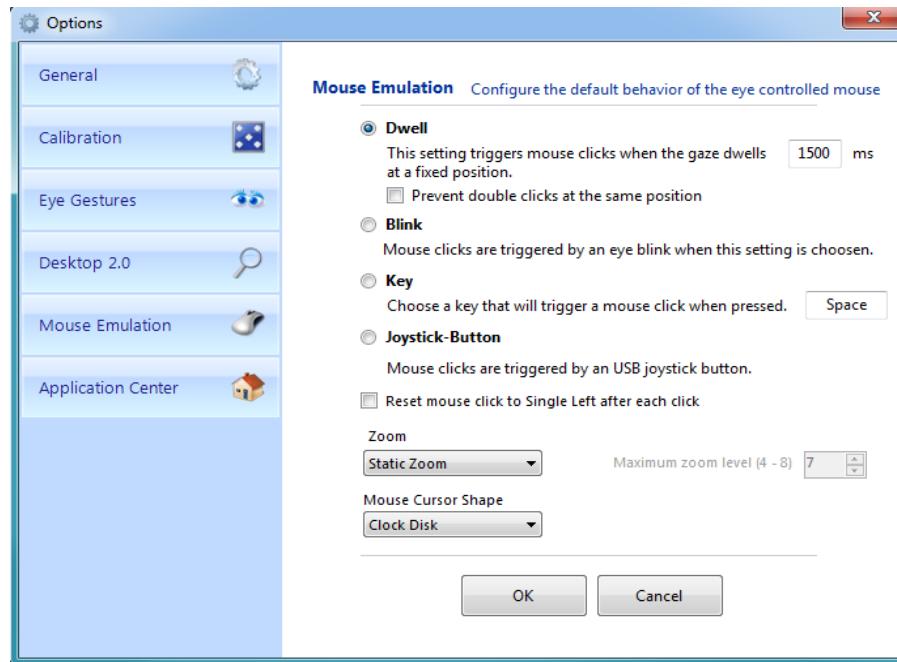 Options
General
Calibration
Eye Gestures
Desktop 2.0
Mouse Emulation
Application Center
Mouse Emulation Configure the default behavior of the eye controlled mouse
Dwell
This setting triggers mouse clicks when the gaze dwells 1500 ms
at a fixed position.
Prevent double clicks at the same position
Blink
Mouse clicks are triggered by an eye blink when this setting is choosen.
Key
Choose a key that will trigger a mouse click when pressed. Space
Joystick-Button
Mouse clicks are triggered by an USB joystick button.
Reset mouse click to Single Left after each click
Zoom
Static Zoom Maximum zoom level (4 - 8) 7
Mouse Cursor Shape
Clock Disk
OK Cancel